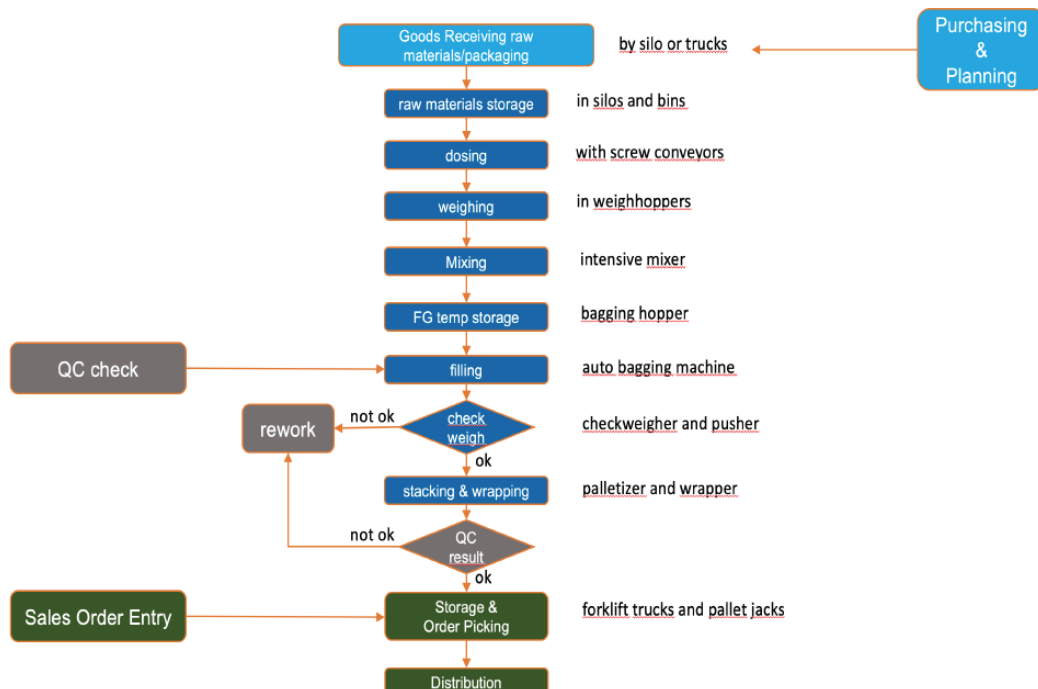 Goods Receiving raw
materials/packaging
by silo or trucks
Purchasing
&
Planning
raw materials storage
in silos and bins
dosing
with screw conveyors
weighing
in weighhoppers
Mixing
intensive mixer
FG temp storage
bagging hopper
QC check
filling
auto bagging machine
rework
not ok
check
weigh
checkweigher and pusher
ok
stacking & wrapping
palletizer and wrapper
not ok
QC
result
ok
Sales Order Entry
Storage &
Order Picking
forklift trucks and pallet jacks
Distribution